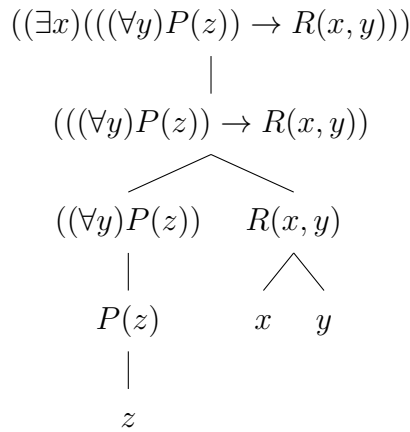 ((∃x)(((∀y)P(z)) → R(x, y)))
(((∀y)P(z)) → R(x, y))
((∀y)P(z)) R(x, y)
P(z) x y
z